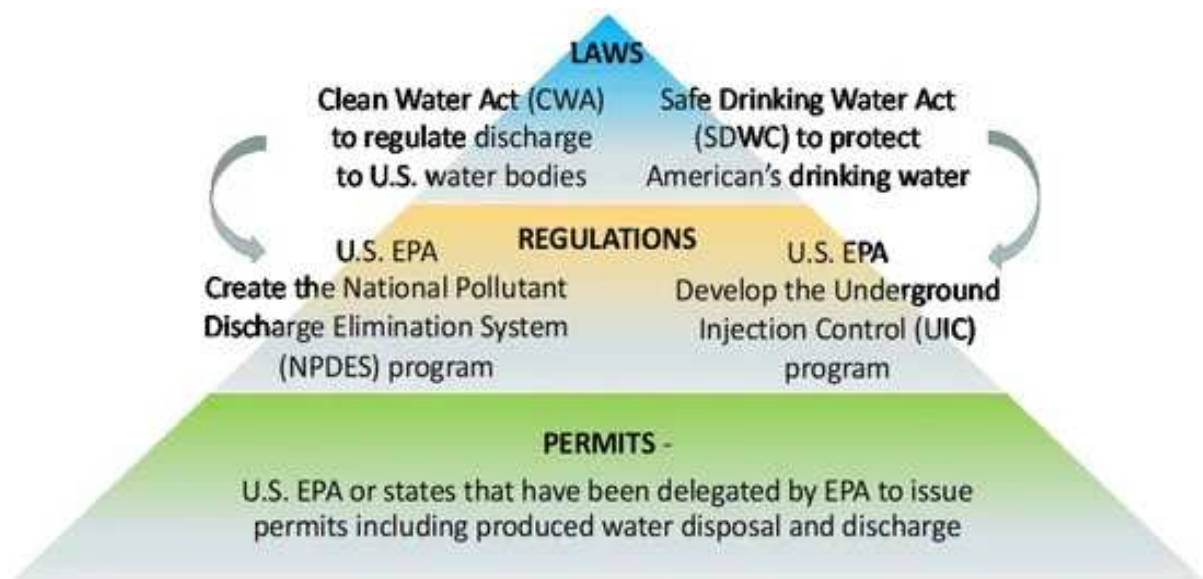 LAWS
Clean Water Act (CWA)
to regulate discharge
to U.S. water bodies
Safe Drinking Water Act
(SDWC) to protect
American's drinking water
REGULATIONS
U.S. EPA
Create the National Pollutant
Discharge Elimination System
(NPDES) program
U.S. EPA
Develop the Underground
Injection Control (UIC)
program
PERMITS -
U.S. EPA or states that have been delegated by EPA to issue
permits including produced water disposal and discharge